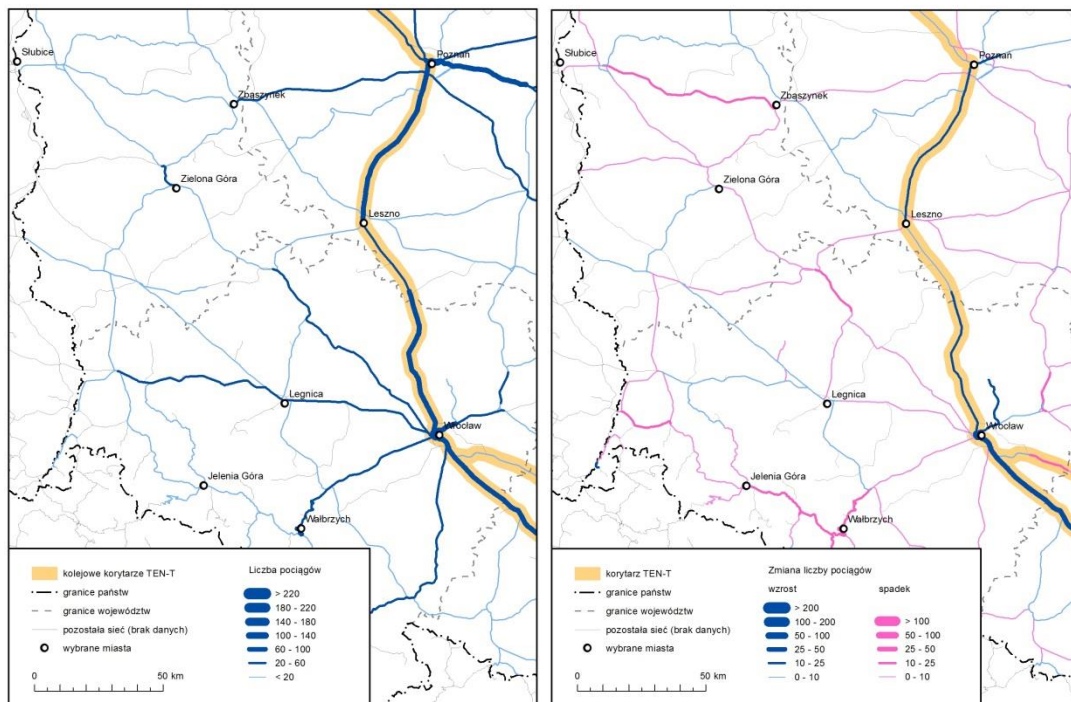 Słubice
Poznań
Zbąszynek
Zielona Góra
Leszno
Legnica
Wrocław
Jelenia Góra
Wałbrzych
kolejowe korytarze TEN-T
granice państw
granice województw
pozostała sieć (brak danych)
wybrane miasta
0 50 km
Liczba pociągów
> 220
180 - 220
140 - 180
100 - 140
60 - 100
20 - 60
< 20
Słubice
Poznań
Zbąszynek
Zielona Góra
Leszno
Legnica
Wrocław
Jelenia Góra
Wałbrzych
korytarz TEN-T
granice państw
granice województw
pozostała sieć (brak danych)
wybrane miasta
0 50 km
Zmiana liczby pociągów
wzrost
> 200
100 - 200
50 - 100
25 - 50
10 - 25
0 - 10
spadek
> 100
50 - 100
25 - 50
10 - 25
0 - 10